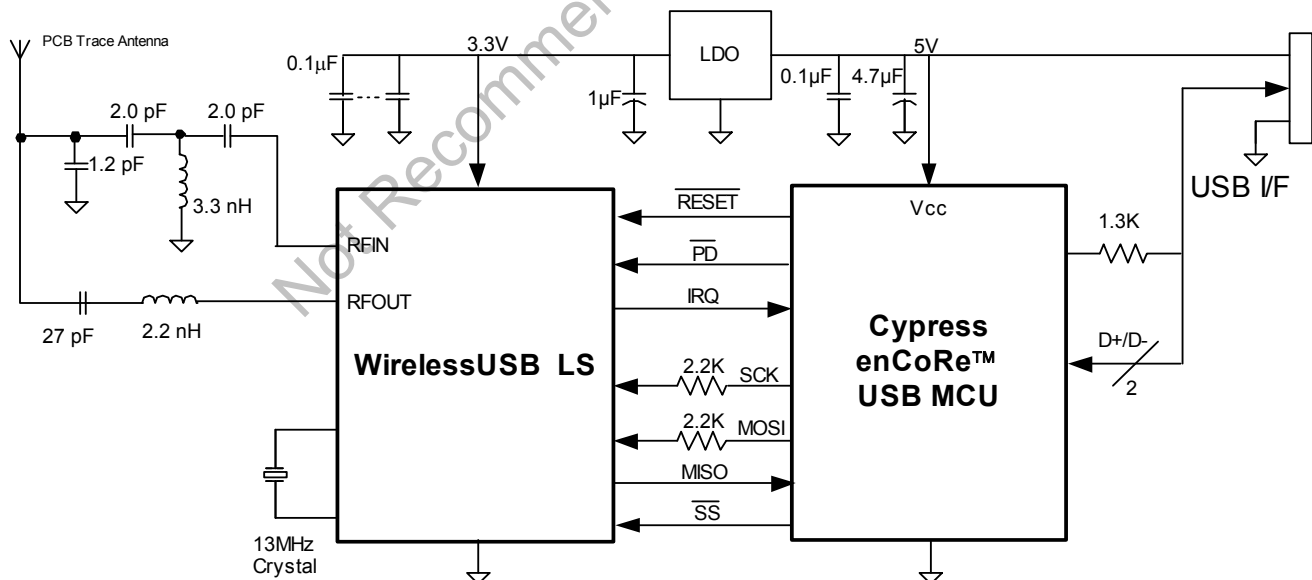 PCB Trace Antenna
2.0 pF
2.0 pF
1.2 pF
3.3 nH
27 pF
2.2 nH
0.1µF
3.3V
1µF
LDO
0.1µF
4.7µF
5V
USB I/F
RFIN
RFOUT
WirelessUSB LS
13MHz
Crystal
RESET
PD
IRQ
2.2K
SCK
2.2K
MOSI
MISO
SS
Vcc
Cypress
enCoRe™
USB MCU
1.3K
D+/D-
2
Not Recommen